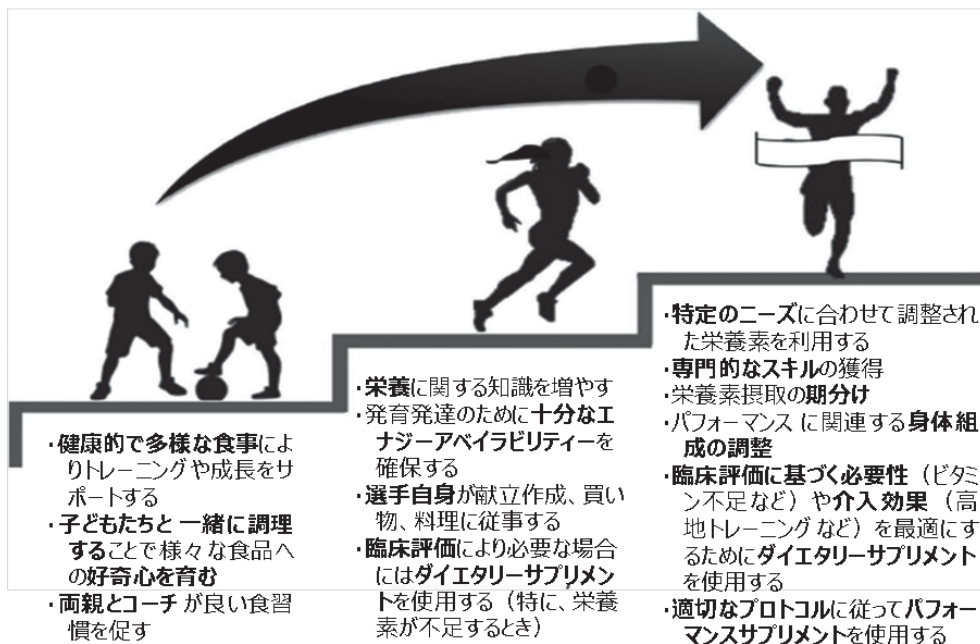 ・健康的で多様な食事によ
りトレーニングや成長をサ
ポートする
・子どもたちと一緒に調理
することで様々な食品へ
の好奇心を育む
・両親とコーチが良い食習
慣を促す
・栄養に関する知識を増やす
・発育発達のために十分なエ
ナジーアベイラビリティーを
確保する
・選手自身が献立作成、買い
物、料理に従事する
・臨床評価により必要な場合
にはダイエタリーサプリメン
トを使用する（特に、栄養
素が不足するとき）
・特定のニーズに合わせて調整され
た栄養素を利用する
・専門的なスキルの獲得
・栄養素摂取の期分け
・パフォーマンスに関連する身体組
成の調整
・臨床評価に基づく必要性（ビタミ
ン不足など）や介入効果（高
地トレーニングなど）を最適にす
るためにダイエタリーサプリメント
を使用する
・適切なプロトコルに従ってパフォー
マンスサプリメントを使用する